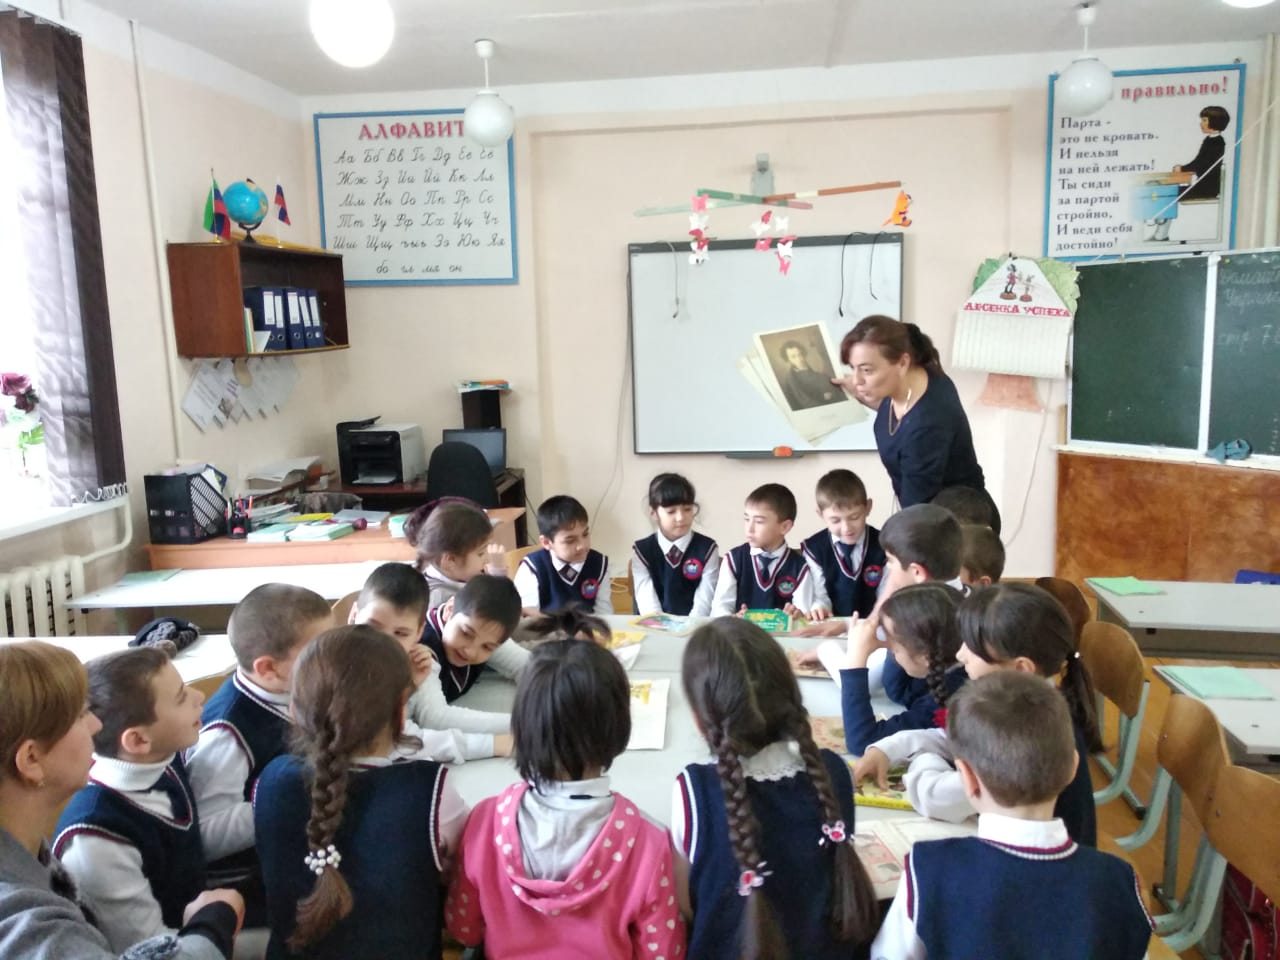 АЛФАВИТ
Аа Бб Вв Гг Дд Ее Ёё
Жж Зз Ии Йй Кк Лл
Мм Нн Оо Пп Рр Сс
Тт Уу Фф Хх Цц Чч
Шш Щщ ъыь Ээ Юю Яя
правильно!
Парта -
это не кровать.
И нельзя
на ней лежать!
Ты сиди
за партой
стройно,
И веди себя
достойно!
ЛЕСЕНКА УСПЕХА